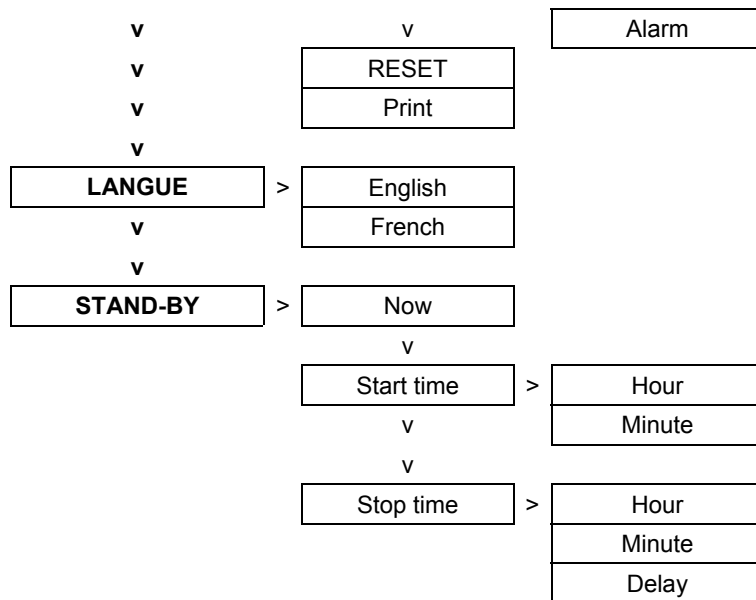 v v Alarm
v RESET
v Print
v
LANGUE > English
v French
v
STAND-BY > Now
v
Start time > Hour
v Minute
v
Stop time > Hour
Minute
Delay